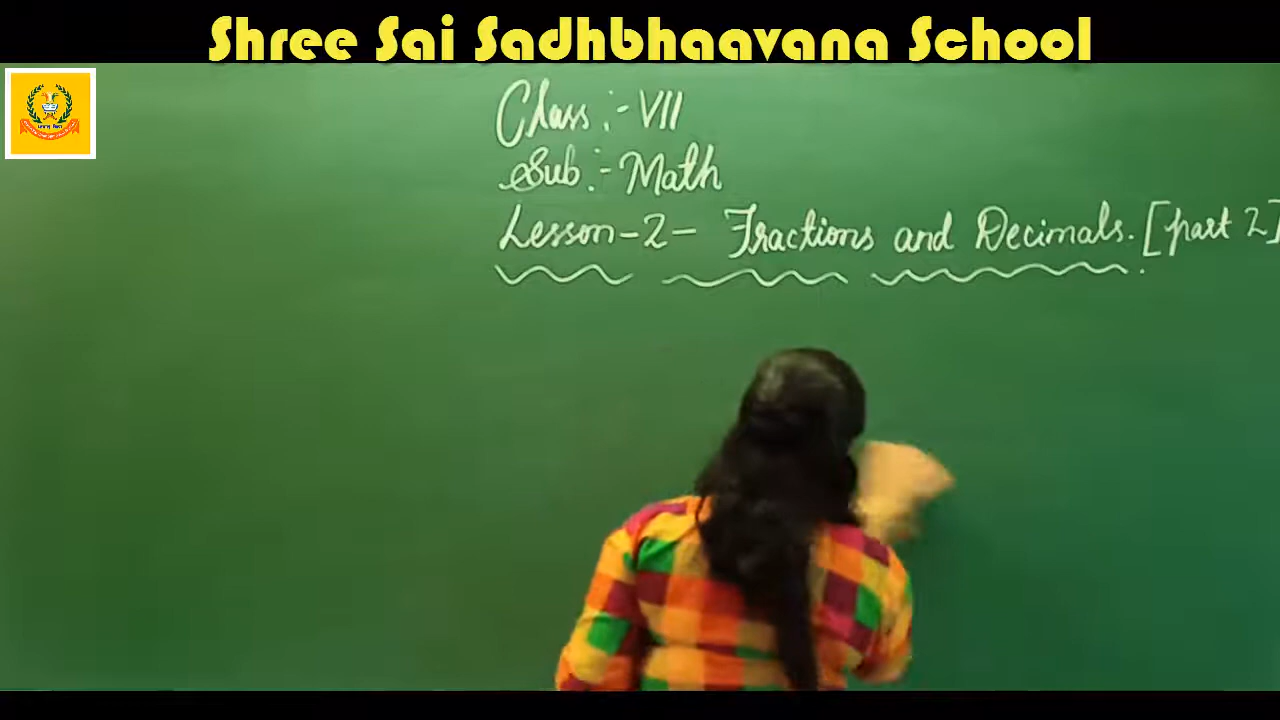 Shree Sai Sadhbhaavana School
Class :- VII
Sub :- Math
Lesson-2- Fractions and Decimals. [part 2]